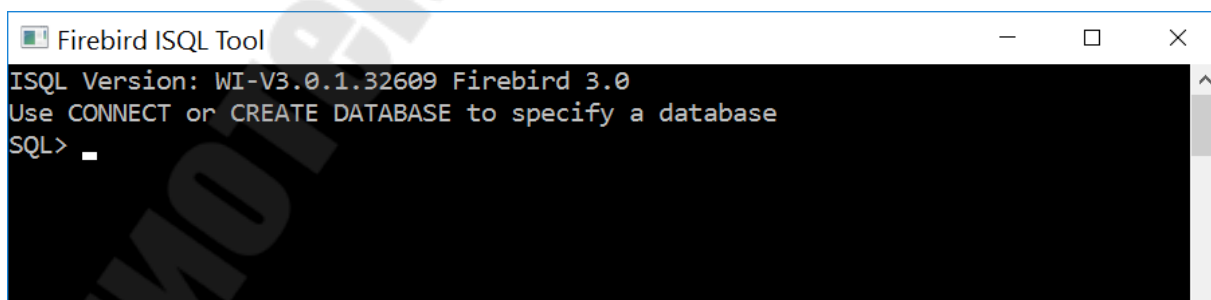 Firebird ISQL Tool
ISQL Version: WI-V3.0.1.32609 Firebird 3.0
Use CONNECT or CREATE DATABASE to specify a database
SQL>